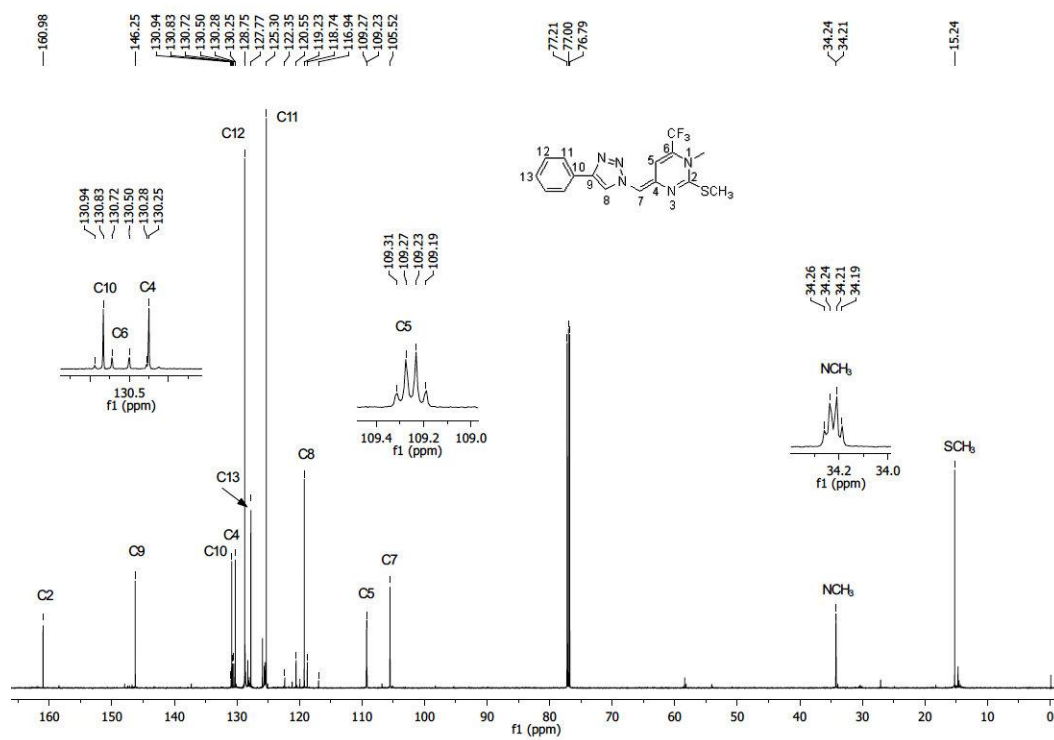 160.98
146.25
130.94
130.83
130.72
130.50
130.28
130.25
128.75
127.77
125.30
122.35
120.55
119.23
118.74
116.94
109.27
109.23
105.52
77.21
77.00
76.79
34.24
34.21
15.24
C12
C11
CF₃
12 11 N N 5 6 1 N
13 10 N 4 N 2 SCH₃
9 8 7 3
130.94
130.83
130.72
130.50
130.28
130.25
C10 C4
C6
130.5
f1 (ppm)
109.31
109.27
109.23
109.19
C5
109.4 109.2 109.0
f1 (ppm)
34.26
34.24
34.21
34.19
NCH₃
34.2 34.0
f1 (ppm)
C13
C8
SCH₃
C4
C10
C9
C7
C2
C5
NCH₃
160 150 140 130 120 110 100 90 80 70 60 50 40 30 20 10 0
f1 (ppm)